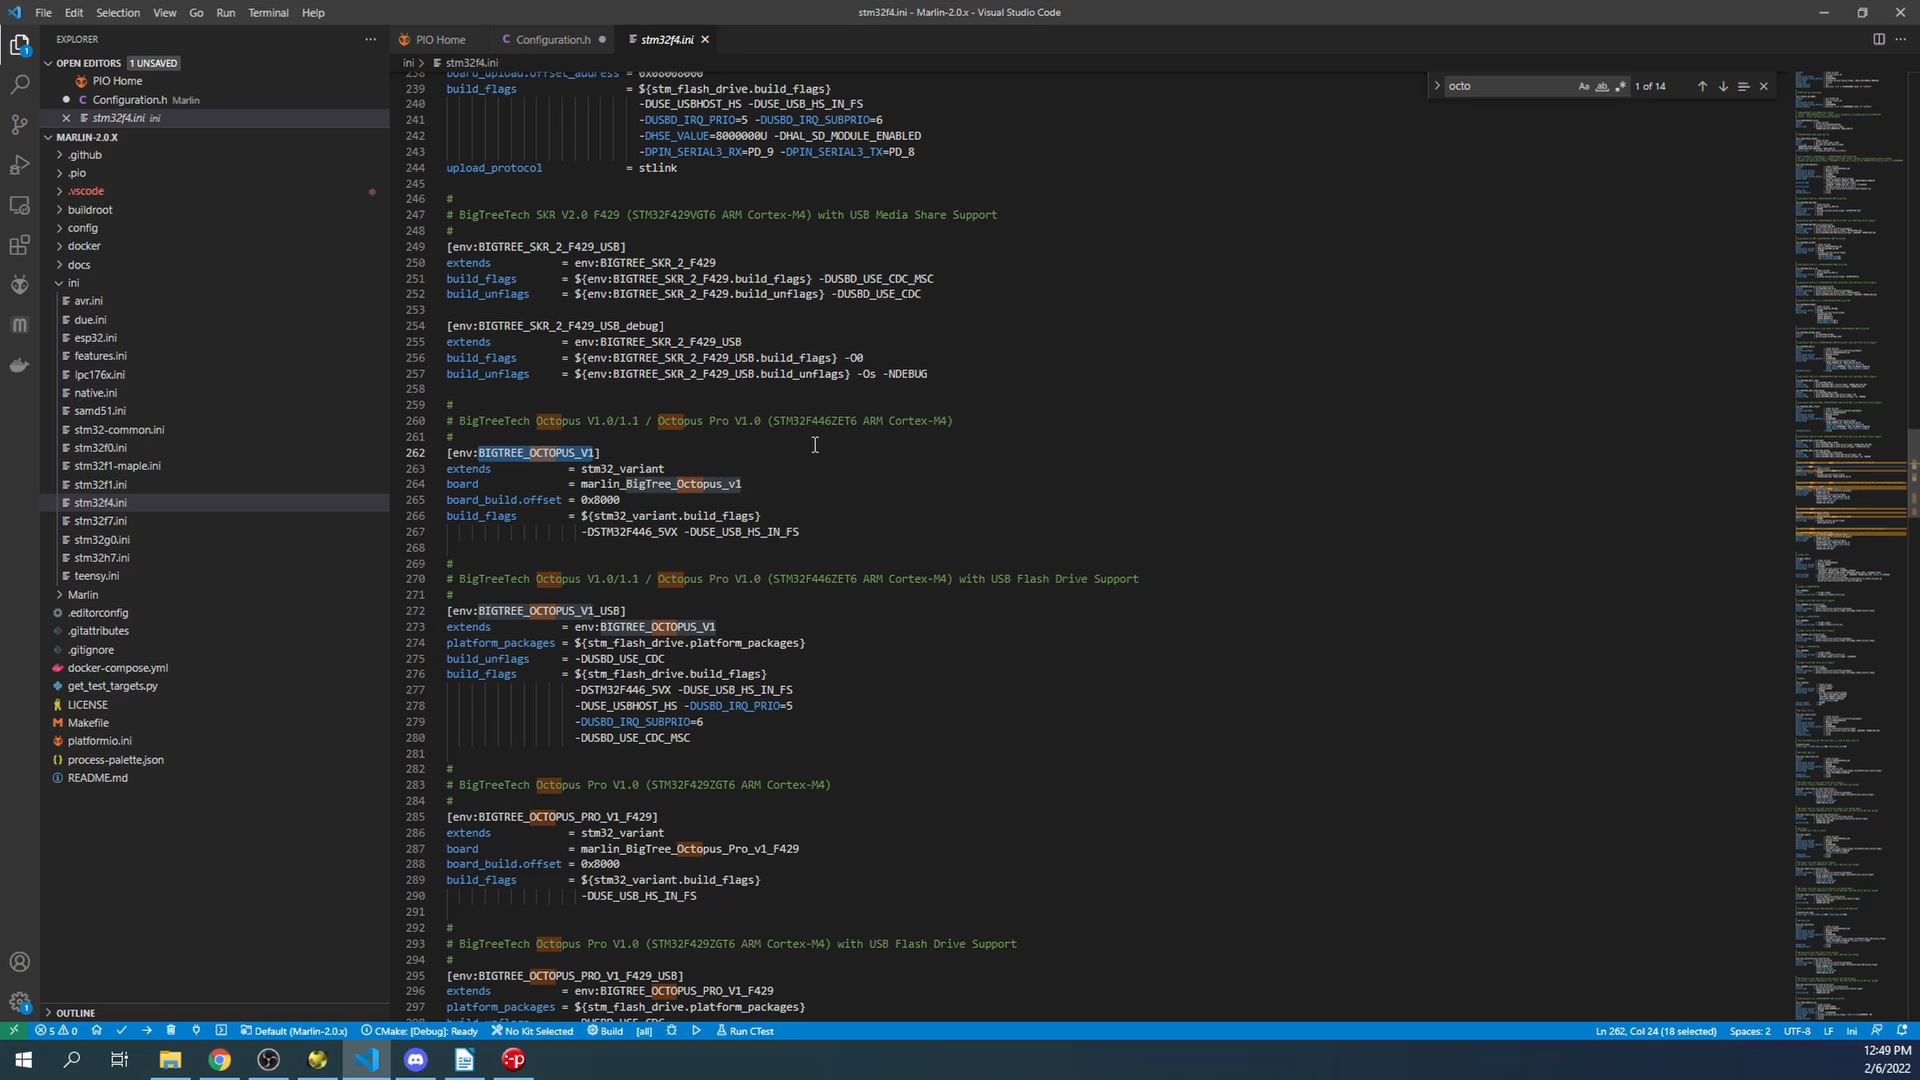 File Edit Selection View Go Run Terminal Help
stm32f4.ini - Marlin-2.0.x - Visual Studio Code
EXPLORER
OPEN EDITORS 1 UNSAVED
PIO Home
Configuration.h Marlin
stm32f4.ini ini
MARLIN-2.0.X
.github
.pio
.vscode
buildroot
config
docker
docs
ini
avr.ini
due.ini
esp32.ini
features.ini
lpc176x.ini
native.ini
samd51.ini
stm32-common.ini
stm32f0.ini
stm32f1-maple.ini
stm32f1.ini
stm32f4.ini
stm32f7.ini
stm32g0.ini
stm32h7.ini
teensy.ini
Marlin
.editorconfig
.gitattributes
.gitignore
docker-compose.yml
get_test_targets.py
LICENSE
Makefile
platformio.ini
process-palette.json
README.md
OUTLINE
PIO Home
Configuration.h
stm32f4.ini
ini > stm32f4.ini
octo
1 of 14
238 board_upload.offset_address = 0x08008000
239 build_flags = ${stm_flash_drive.build_flags}
240 -DUSE_USBHOST_HS -DUSE_USB_HS_IN_FS
241 -DUSBD_IRQ_PRIO=5 -DUSBD_IRQ_SUBPRIO=6
242 -DHSE_VALUE=8000000U -DHAL_SD_MODULE_ENABLED
243 -DPIN_SERIAL3_RX=PD_9 -DPIN_SERIAL3_TX=PD_8
244 upload_protocol = stlink
245
246 #
247 # BigTreeTech SKR V2.0 F429 (STM32F429VGT6 ARM Cortex-M4) with USB Media Share Support
248 #
249 [env:BIGTREE_SKR_2_F429_USB]
250 extends = env:BIGTREE_SKR_2_F429
251 build_flags = ${env:BIGTREE_SKR_2_F429.build_flags} -DUSBD_USE_CDC_MSC
252 build_unflags = ${env:BIGTREE_SKR_2_F429.build_unflags} -DUSBD_USE_CDC
253
254 [env:BIGTREE_SKR_2_F429_USB_debug]
255 extends = env:BIGTREE_SKR_2_F429_USB
256 build_flags = ${env:BIGTREE_SKR_2_F429_USB.build_flags} -O0
257 build_unflags = ${env:BIGTREE_SKR_2_F429_USB.build_unflags} -Os -NDEBUG
258
259 #
260 # BigTreeTech Octopus V1.0/1.1 / Octopus Pro V1.0 (STM32F446ZET6 ARM Cortex-M4)
261 #
262 [env:BIGTREE_OCTOPUS_V1]
263 extends = stm32_variant
264 board = marlin_BigTree_Octopus_v1
265 board_build.offset = 0x8000
266 build_flags = ${stm32_variant.build_flags}
267 -DSTM32F446_5VX -DUSE_USB_HS_IN_FS
268
269 #
270 # BigTreeTech Octopus V1.0/1.1 / Octopus Pro V1.0 (STM32F446ZET6 ARM Cortex-M4) with USB Flash Drive Support
271 #
272 [env:BIGTREE_OCTOPUS_V1_USB]
273 extends = env:BIGTREE_OCTOPUS_V1
274 platform_packages = ${stm_flash_drive.platform_packages}
275 build_unflags = -DUSBD_USE_CDC
276 build_flags = ${stm_flash_drive.build_flags}
277 -DSTM32F446_5VX -DUSE_USB_HS_IN_FS
278 -DUSE_USBHOST_HS -DUSBD_IRQ_PRIO=5
279 -DUSBD_IRQ_SUBPRIO=6
280 -DUSBD_USE_CDC_MSC
281
282 #
283 # BigTreeTech Octopus Pro V1.0 (STM32F429ZGT6 ARM Cortex-M4)
284 #
285 [env:BIGTREE_OCTOPUS_PRO_V1_F429]
286 extends = stm32_variant
287 board = marlin_BigTree_Octopus_Pro_v1_F429
288 board_build.offset = 0x8000
289 build_flags = ${stm32_variant.build_flags}
290 -DUSE_USB_HS_IN_FS
291
292 #
293 # BigTreeTech Octopus Pro V1.0 (STM32F429ZGT6 ARM Cortex-M4) with USB Flash Drive Support
294 #
295 [env:BIGTREE_OCTOPUS_PRO_V1_F429_USB]
296 extends = env:BIGTREE_OCTOPUS_PRO_V1_F429
297 platform_packages = ${stm_flash_drive.platform_packages}
5 0 Default (Marlin-2.0.x) CMake: [Debug]: Ready No Kit Selected Build [all] Run CTest
Ln 262, Col 24 (18 selected) Spaces: 2 UTF-8 LF Ini
12:49 PM
2/6/2022